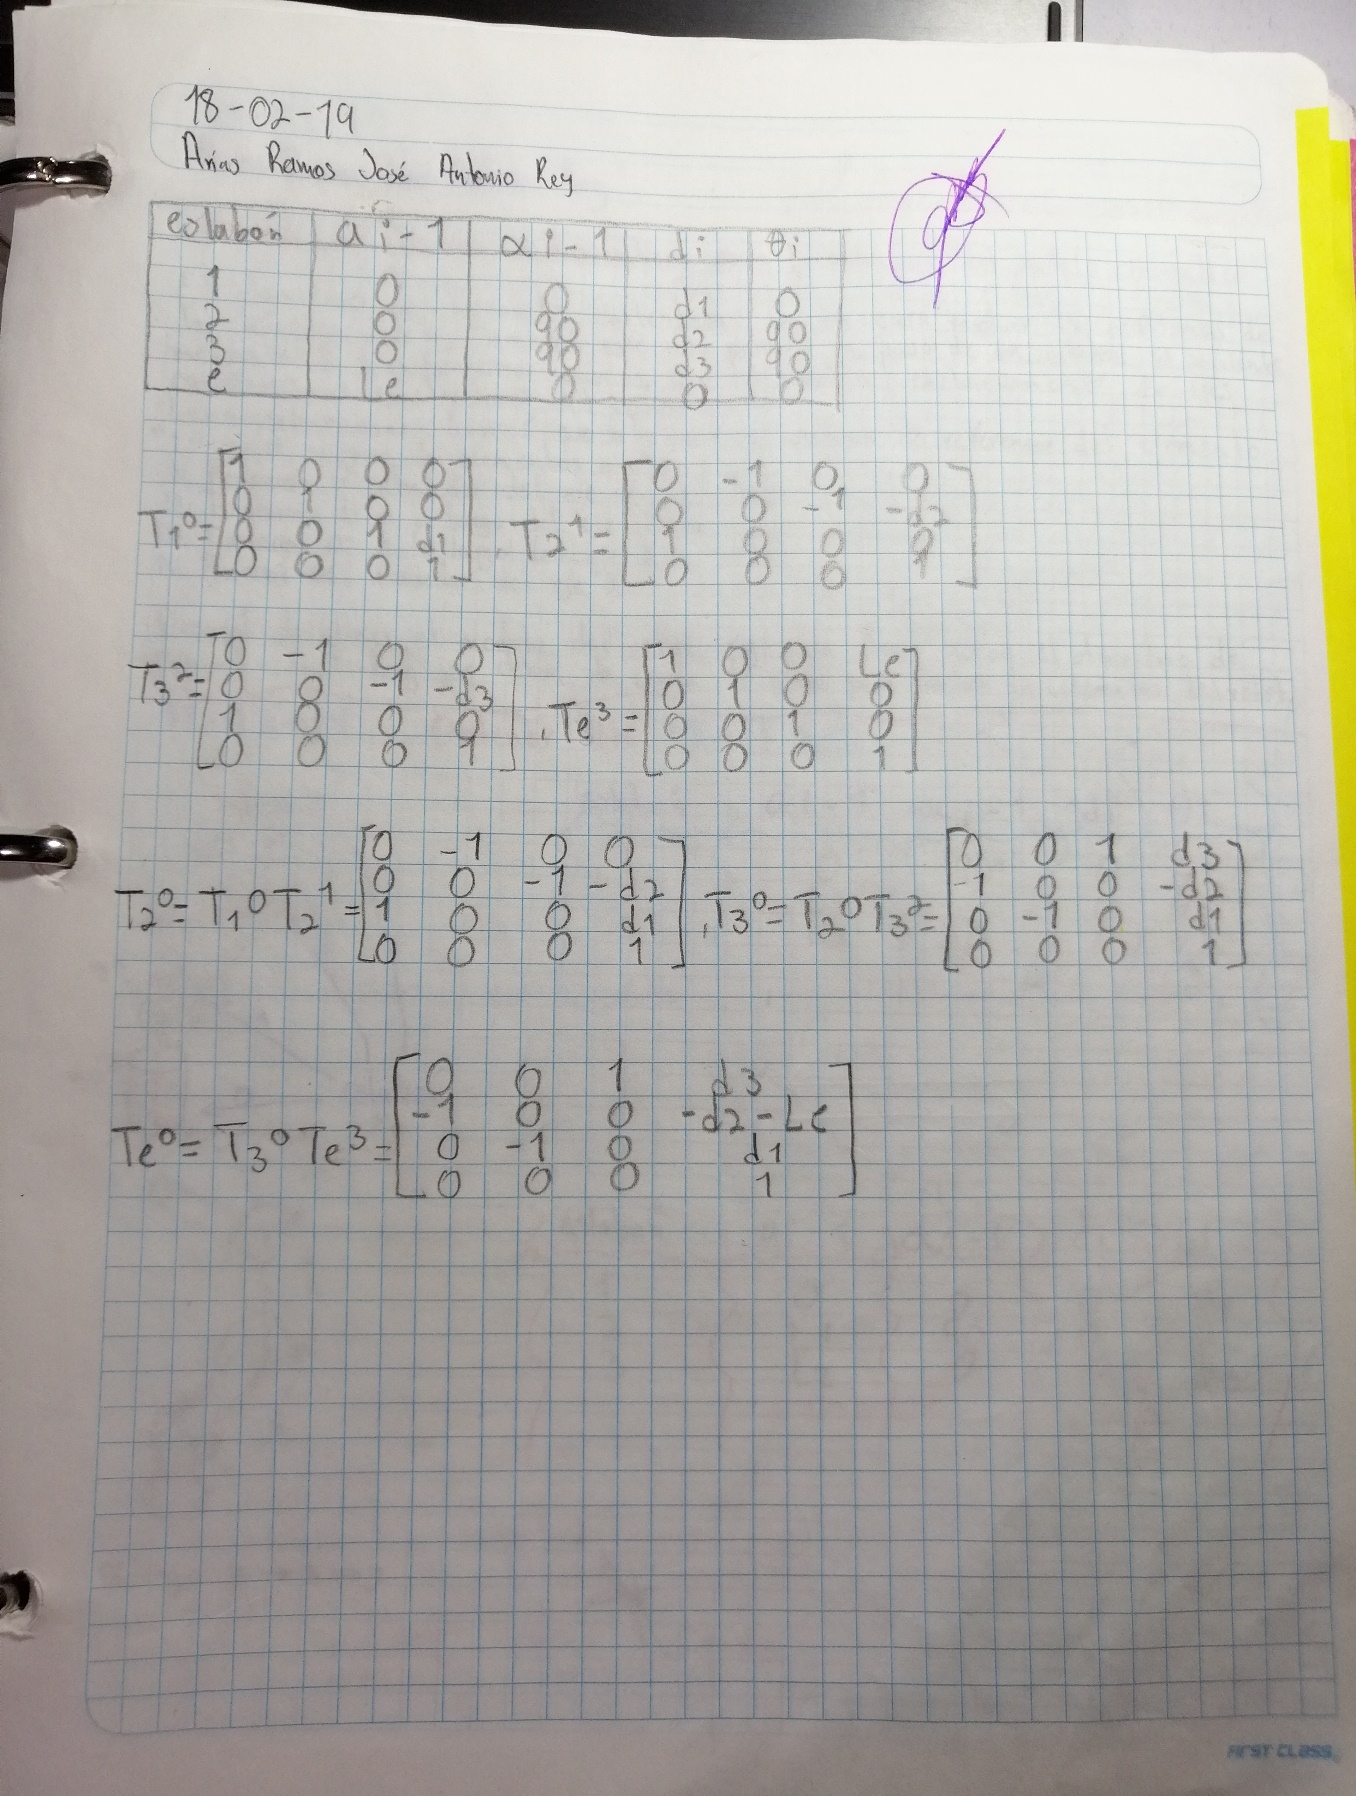 18-02-19
Arias Ramos José Antonio Rey
eslabón a i-1 α i-1 di θi
1 0 0 d1 0
2 0 90 d2 90
3 0 90 d3 90
e Le 0 0 0
1 0 0 0 0 -1 0 0
0 1 0 0 0 0 -1 -d2
T1⁰= 0 0 1 d1 , T2¹= 1 0 0 0
0 0 0 1 0 0 0 1
0 -1 0 0 1 0 0 Le
T3²= 0 0 -1 -d3 0 1 0 0
1 0 0 0 , Te³= 0 0 1 0
0 0 0 1 0 0 0 1
0 -1 0 0 0 0 1 d3
0 0 -1 -d2 -1 0 0 -d2
T2⁰= T1⁰ T2¹= 1 0 0 d1 , T3⁰= T2⁰ T3²= 0 -1 0 d1
0 0 0 1 0 0 0 1
0 0 1 d3
-1 0 0 -d2-Le
Te⁰= T3⁰ Te³= 0 -1 0 d1
0 0 0 1
FIRST CLASS